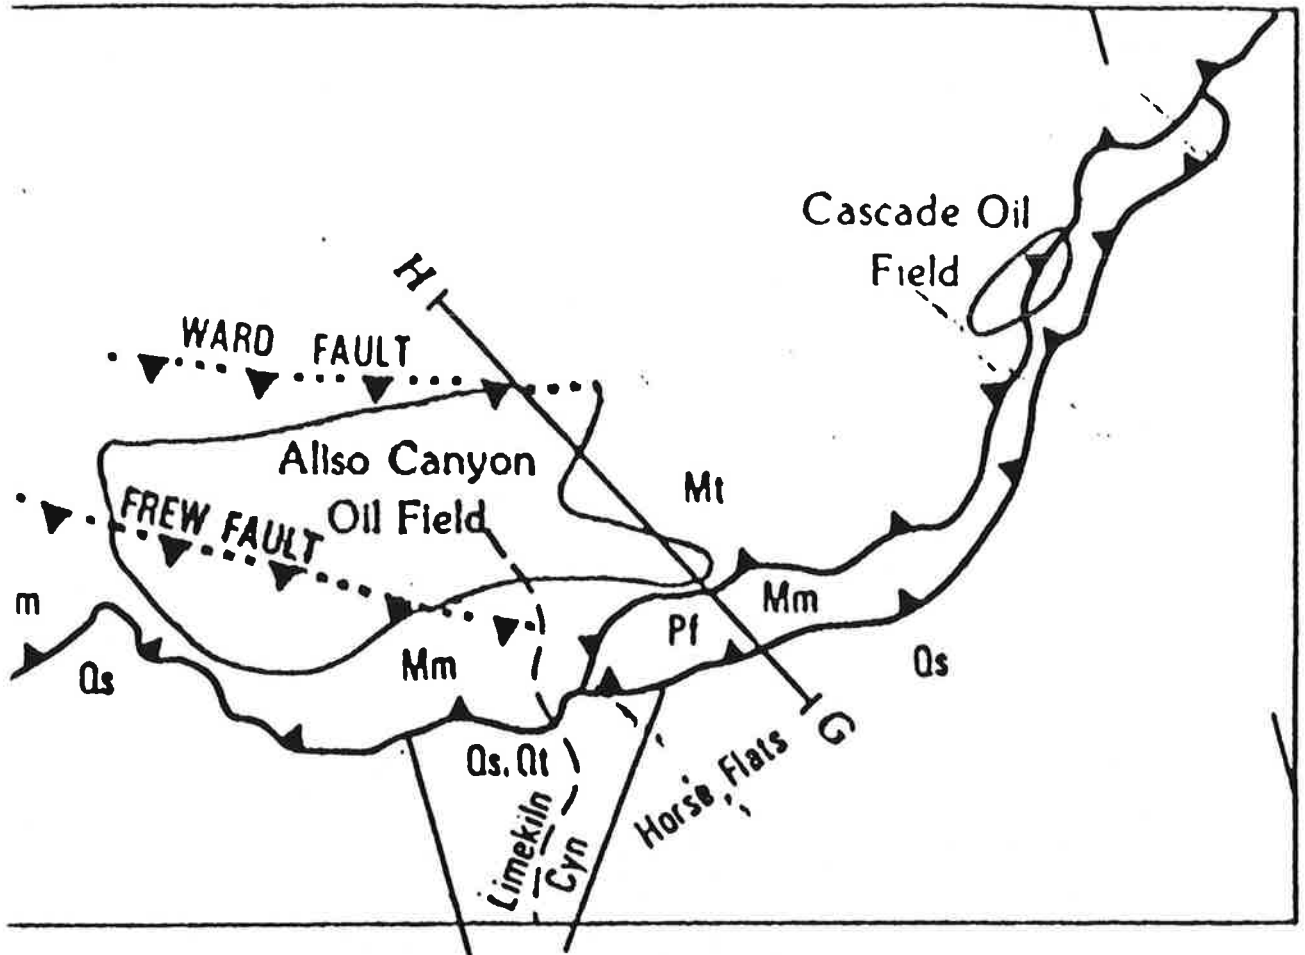 Cascade Oil
Field
H
WARD FAULT
Aliso Canyon
Oil Field
Mt
FREW FAULT
m
Mm
Pf
Qs
Mm
Qs
G
Qs. Qt
Horse Flats
Limekiln
Cyn